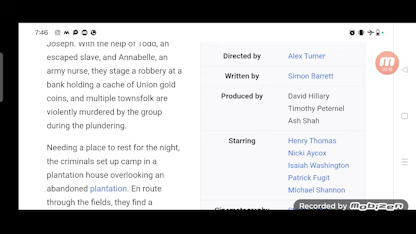 7:46
Joseph. With the help of Todd, an
escaped slave, and Annabelle, an
army nurse, they stage a robbery at a
bank holding a cache of Union gold
coins, and multiple townsfolk are
violently murdered by the group
during the plundering.
Needing a place to rest for the night,
the criminals set up camp in a
plantation house overlooking an
abandoned plantation. En route
through the fields, they find a
Directed by Alex Turner
Written by Simon Barrett
Produced by David Hillary
Timothy Peternel
Ash Shah
Starring Henry Thomas
Nicki Aycox
Isaiah Washington
Patrick Fugit
Michael Shannon
Cinematography
Recorded by Mobizen